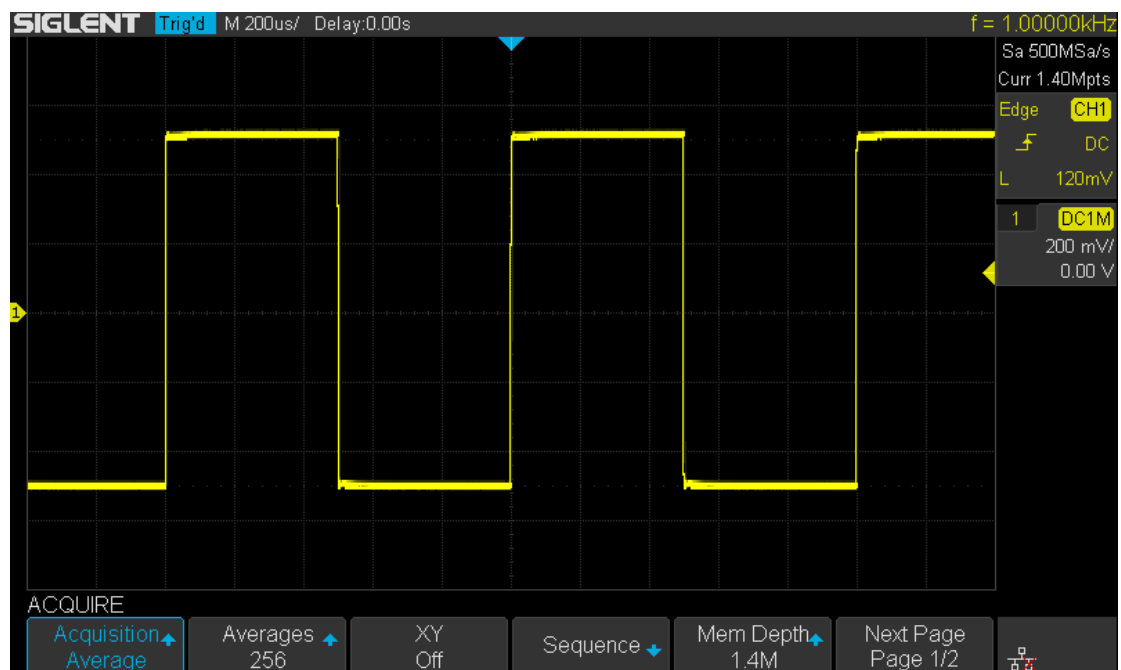 SIGLENT Trig'd M 200us/ Delay:0.00s f = 1.00000kHz
Sa 500MSa/s
Curr 1.40Mpts
Edge CH1
DC
L 120mV
1 DC1M
200 mV/
0.00 V
1
ACQUIRE
Acquisition Averages XY Sequence Mem Depth Next Page
Average 256 Off 1.4M Page 1/2